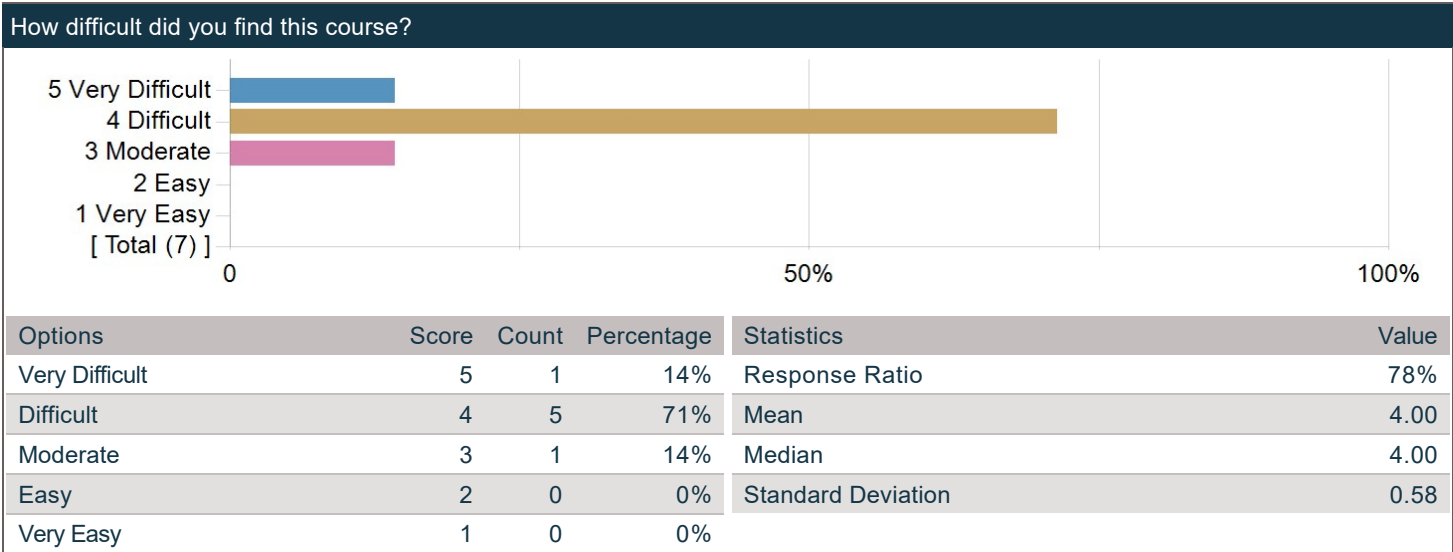 How difficult did you find this course?
5 Very Difficult
4 Difficult
3 Moderate
2 Easy
1 Very Easy
[ Total (7) ]
0 50% 100%
Options Score Count Percentage
Very Difficult 5 1 14%
Difficult 4 5 71%
Moderate 3 1 14%
Easy 2 0 0%
Very Easy 1 0 0%
Statistics Value
Response Ratio 78%
Mean 4.00
Median 4.00
Standard Deviation 0.58